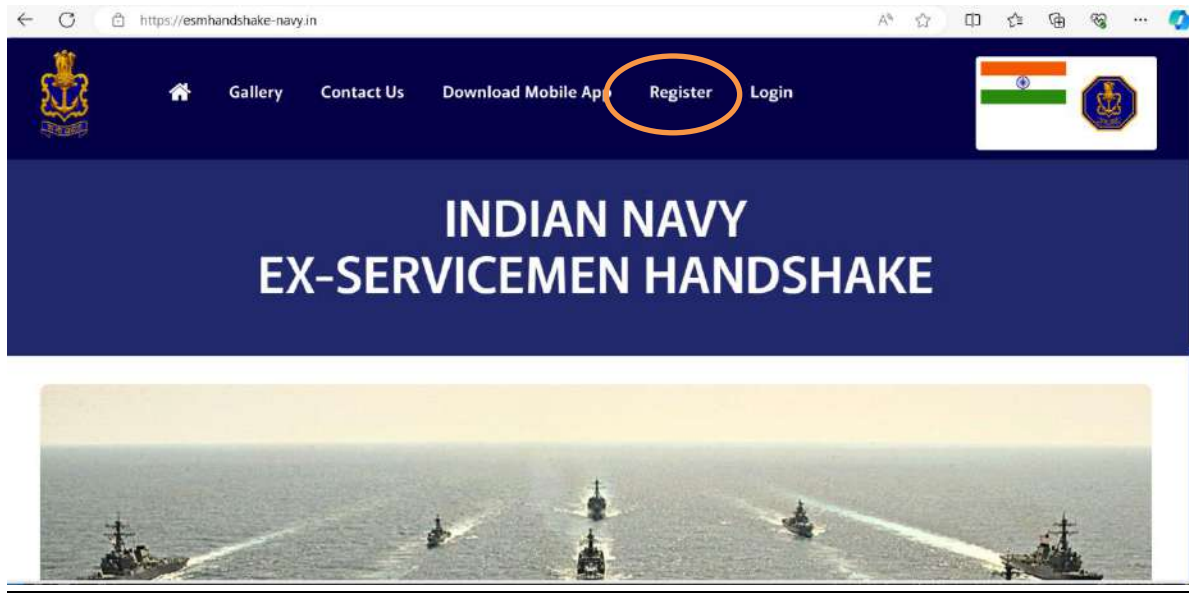 https://esmhandshake-navy.in
Gallery Contact Us Download Mobile App Register Login
INDIAN NAVY
EX-SERVICEMEN HANDSHAKE